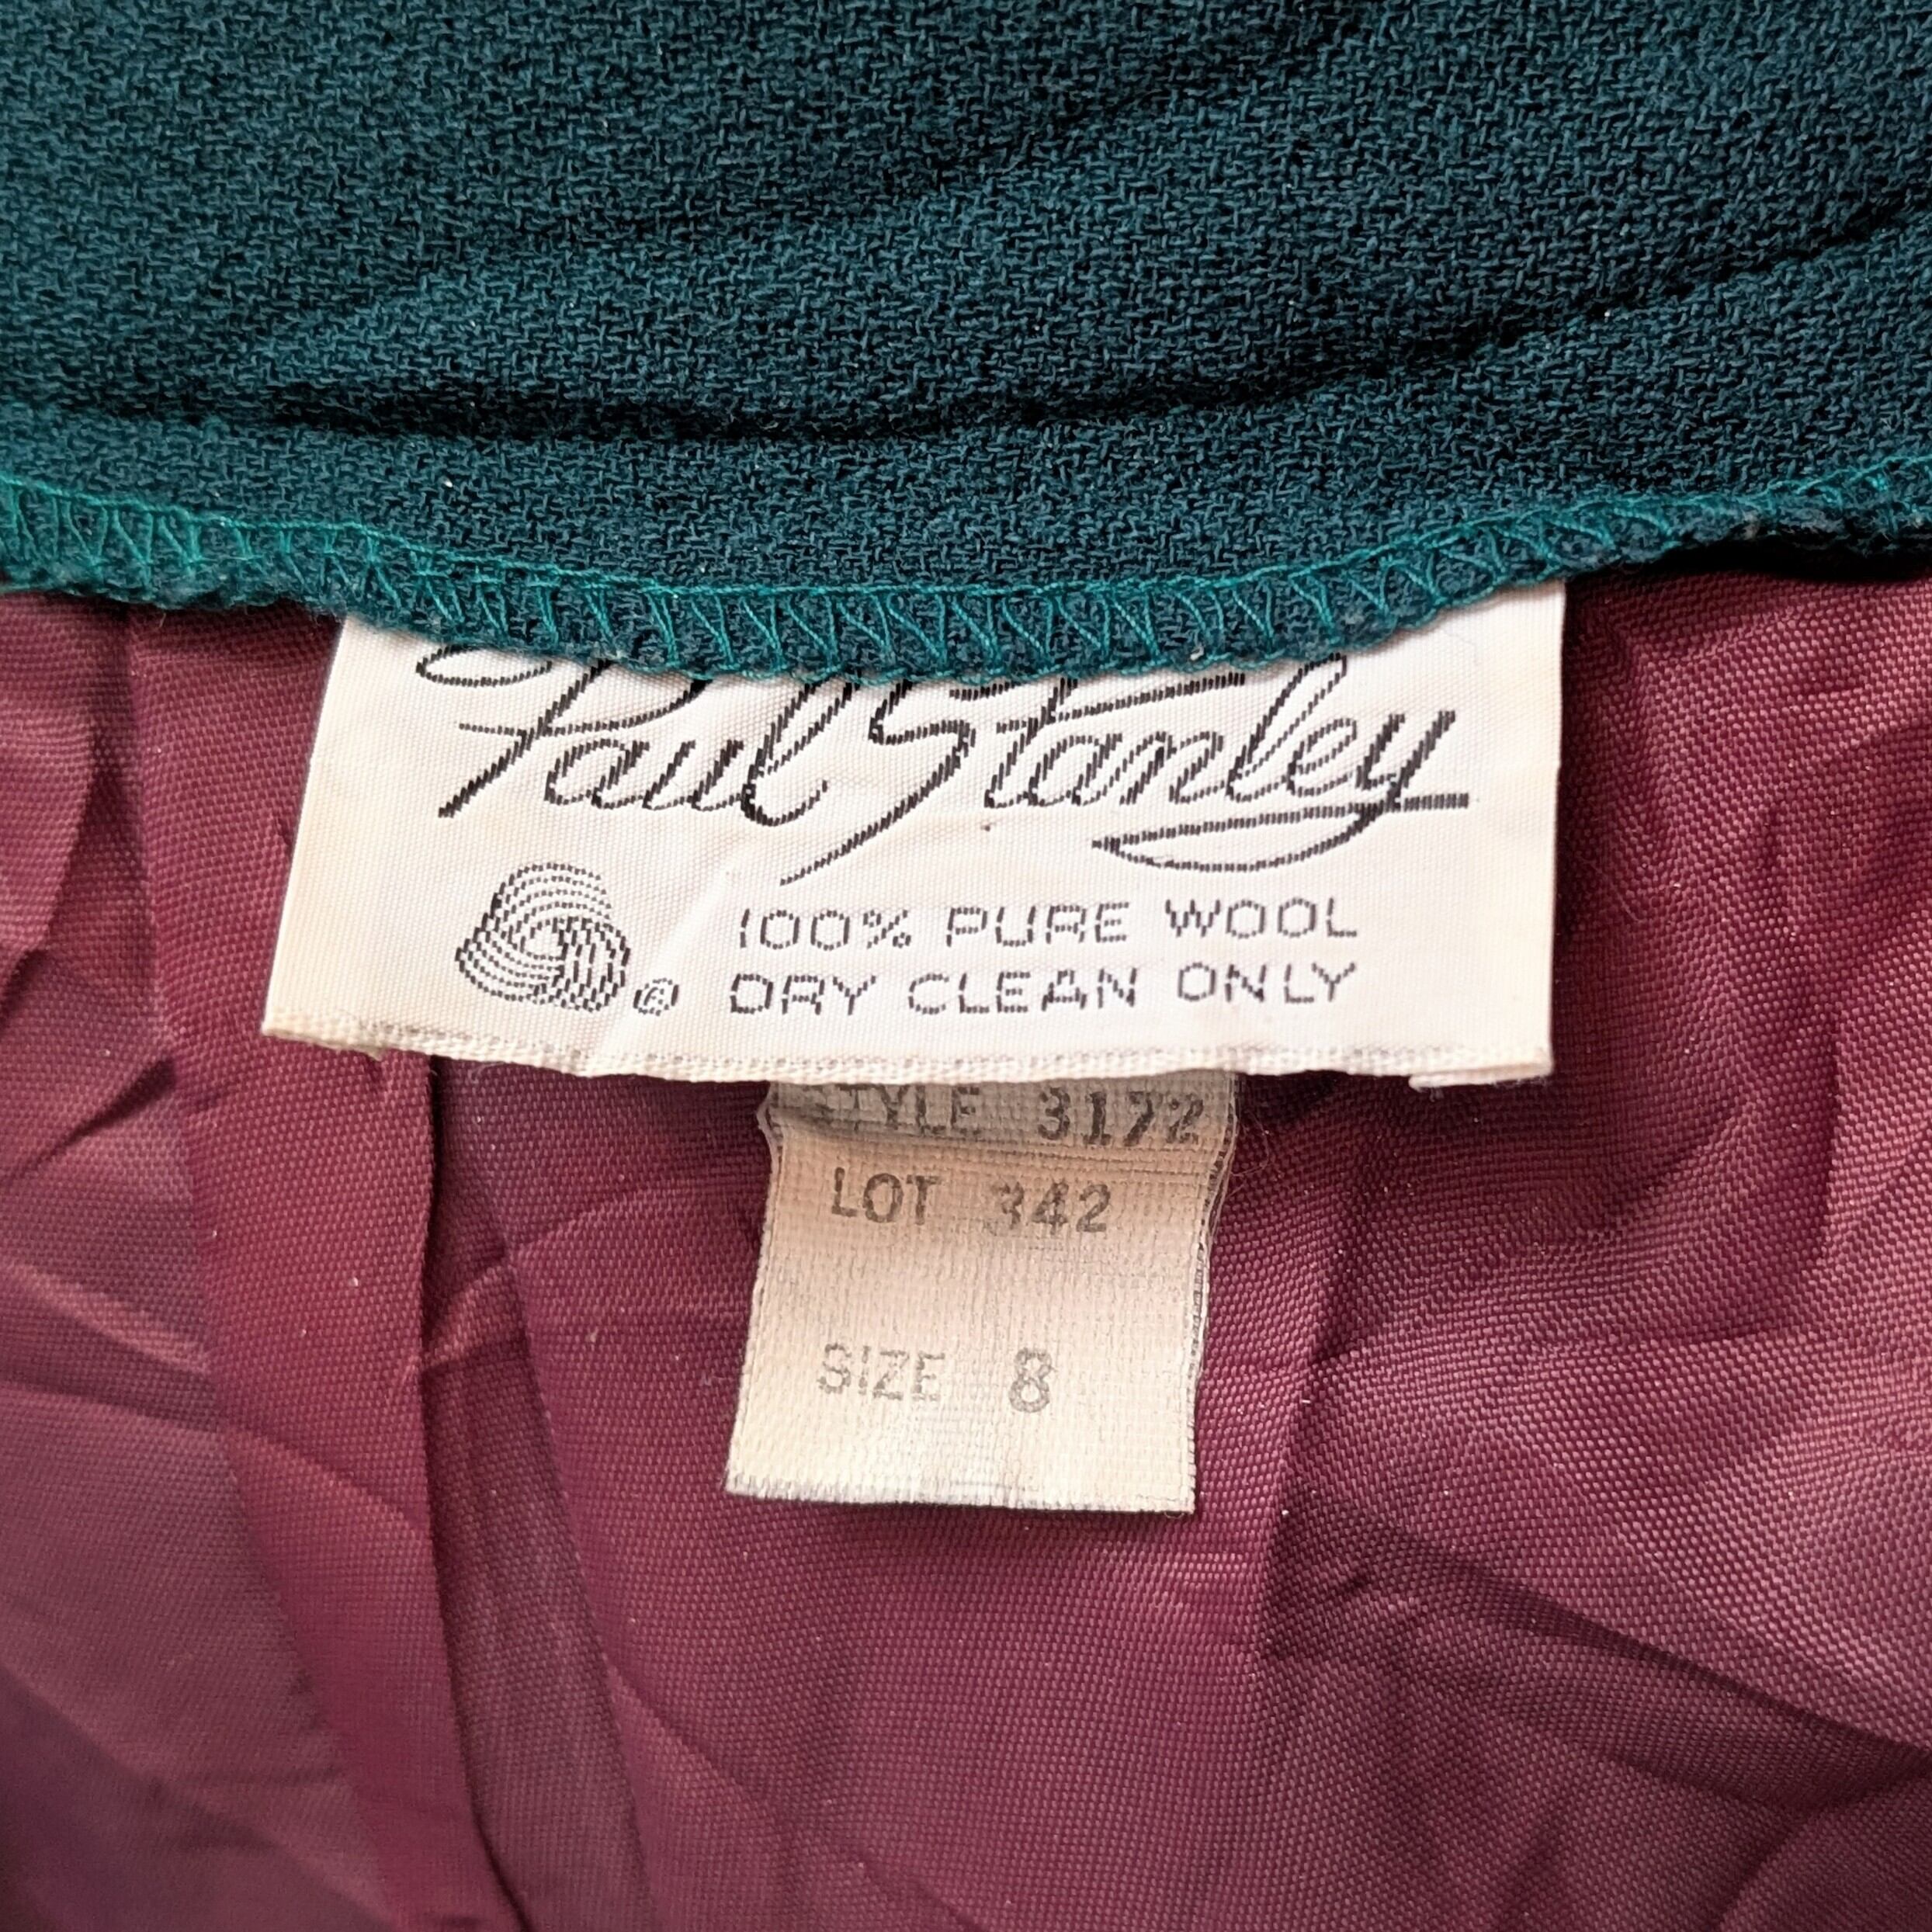 Paul Stanley
100% PURE WOOL
® DRY CLEAN ONLY
STYLE 3172
LOT 342
SIZE 8